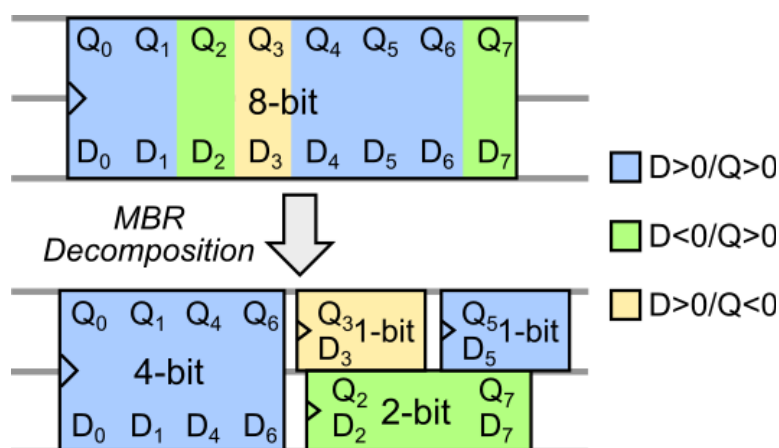 Q0 Q1 Q2 Q3 Q4 Q5 Q6 Q7
8-bit
D0 D1 D2 D3 D4 D5 D6 D7
MBR
Decomposition
D>0/Q>0
D<0/Q>0
D>0/Q<0
Q0 Q1 Q4 Q6
4-bit
D0 D1 D4 D6
Q3 1-bit
D3
Q5 1-bit
D5
Q2 2-bit Q7
D2 D7